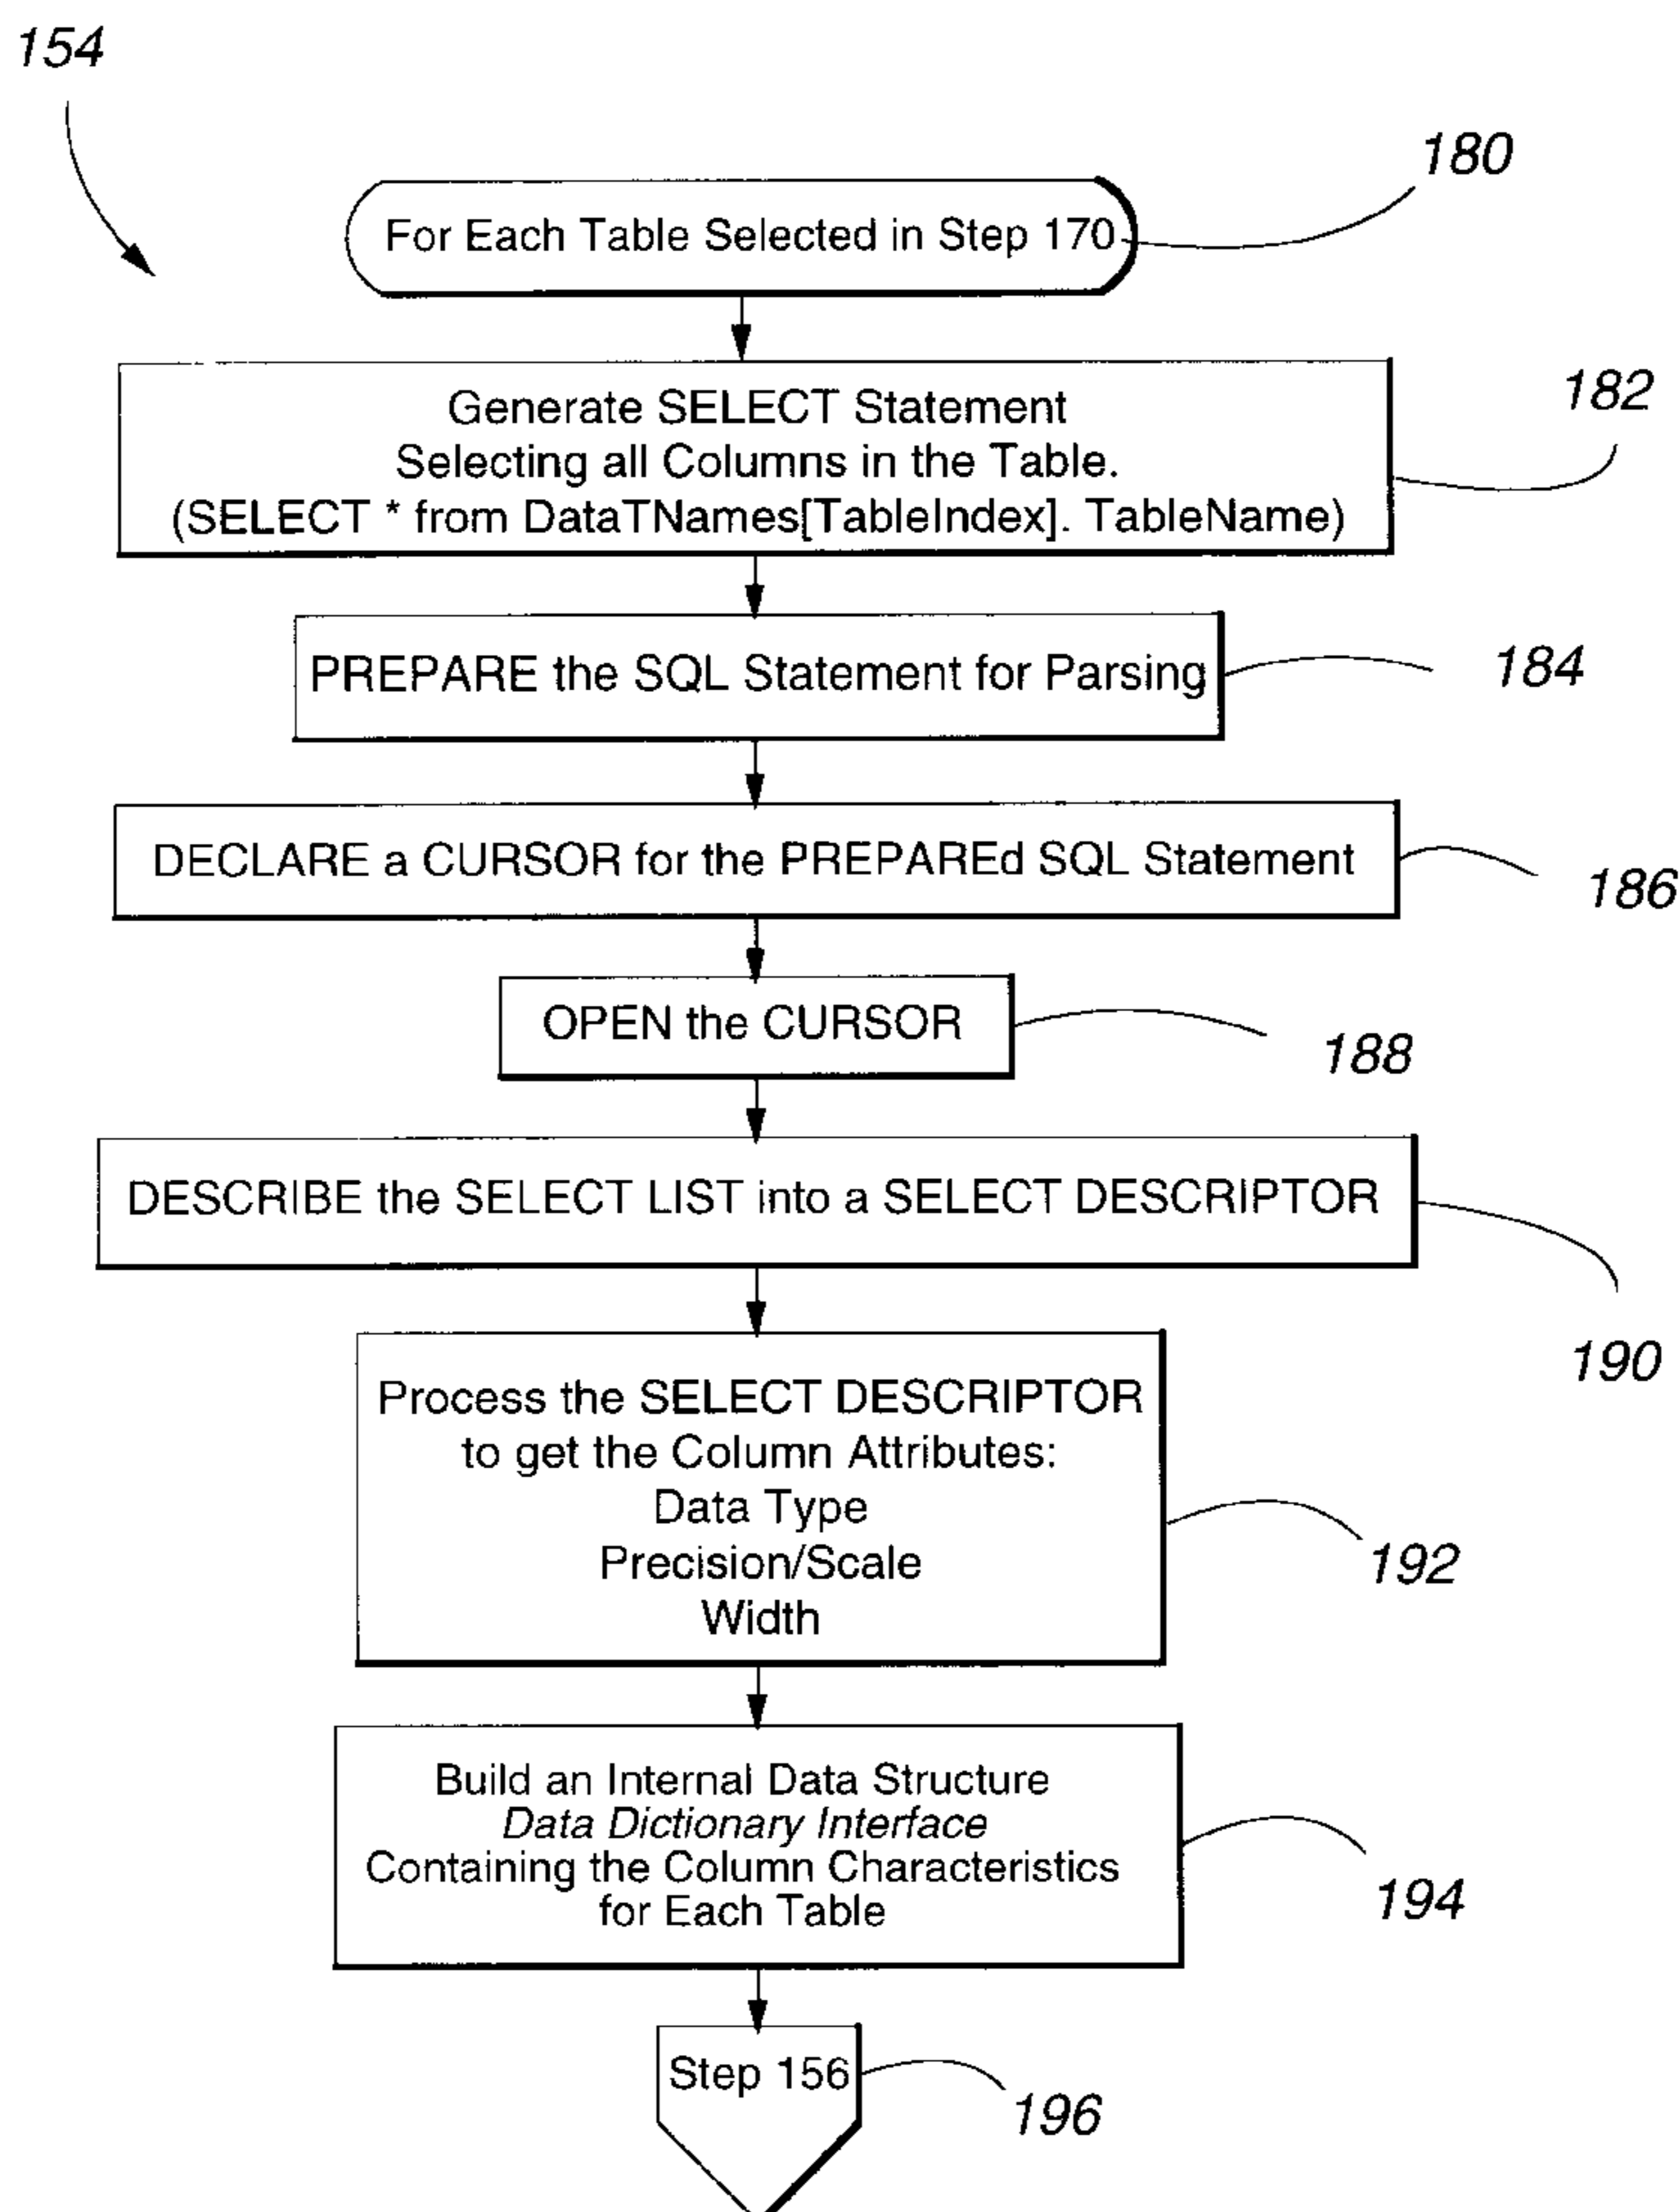 154
180
For Each Table Selected in Step 170
182
Generate SELECT Statement
Selecting all Columns in the Table.
(SELECT * from DataTNames[TableIndex]. TableName)
PREPARE the SQL Statement for Parsing
184
DECLARE a CURSOR for the PREPAREd SQL Statement
186
OPEN the CURSOR
188
DESCRIBE the SELECT LIST into a SELECT DESCRIPTOR
190
Process the SELECT DESCRIPTOR
to get the Column Attributes:
Data Type
Precision/Scale
Width
192
Build an Internal Data Structure
Data Dictionary Interface
Containing the Column Characteristics
for Each Table
194
Step 156
196